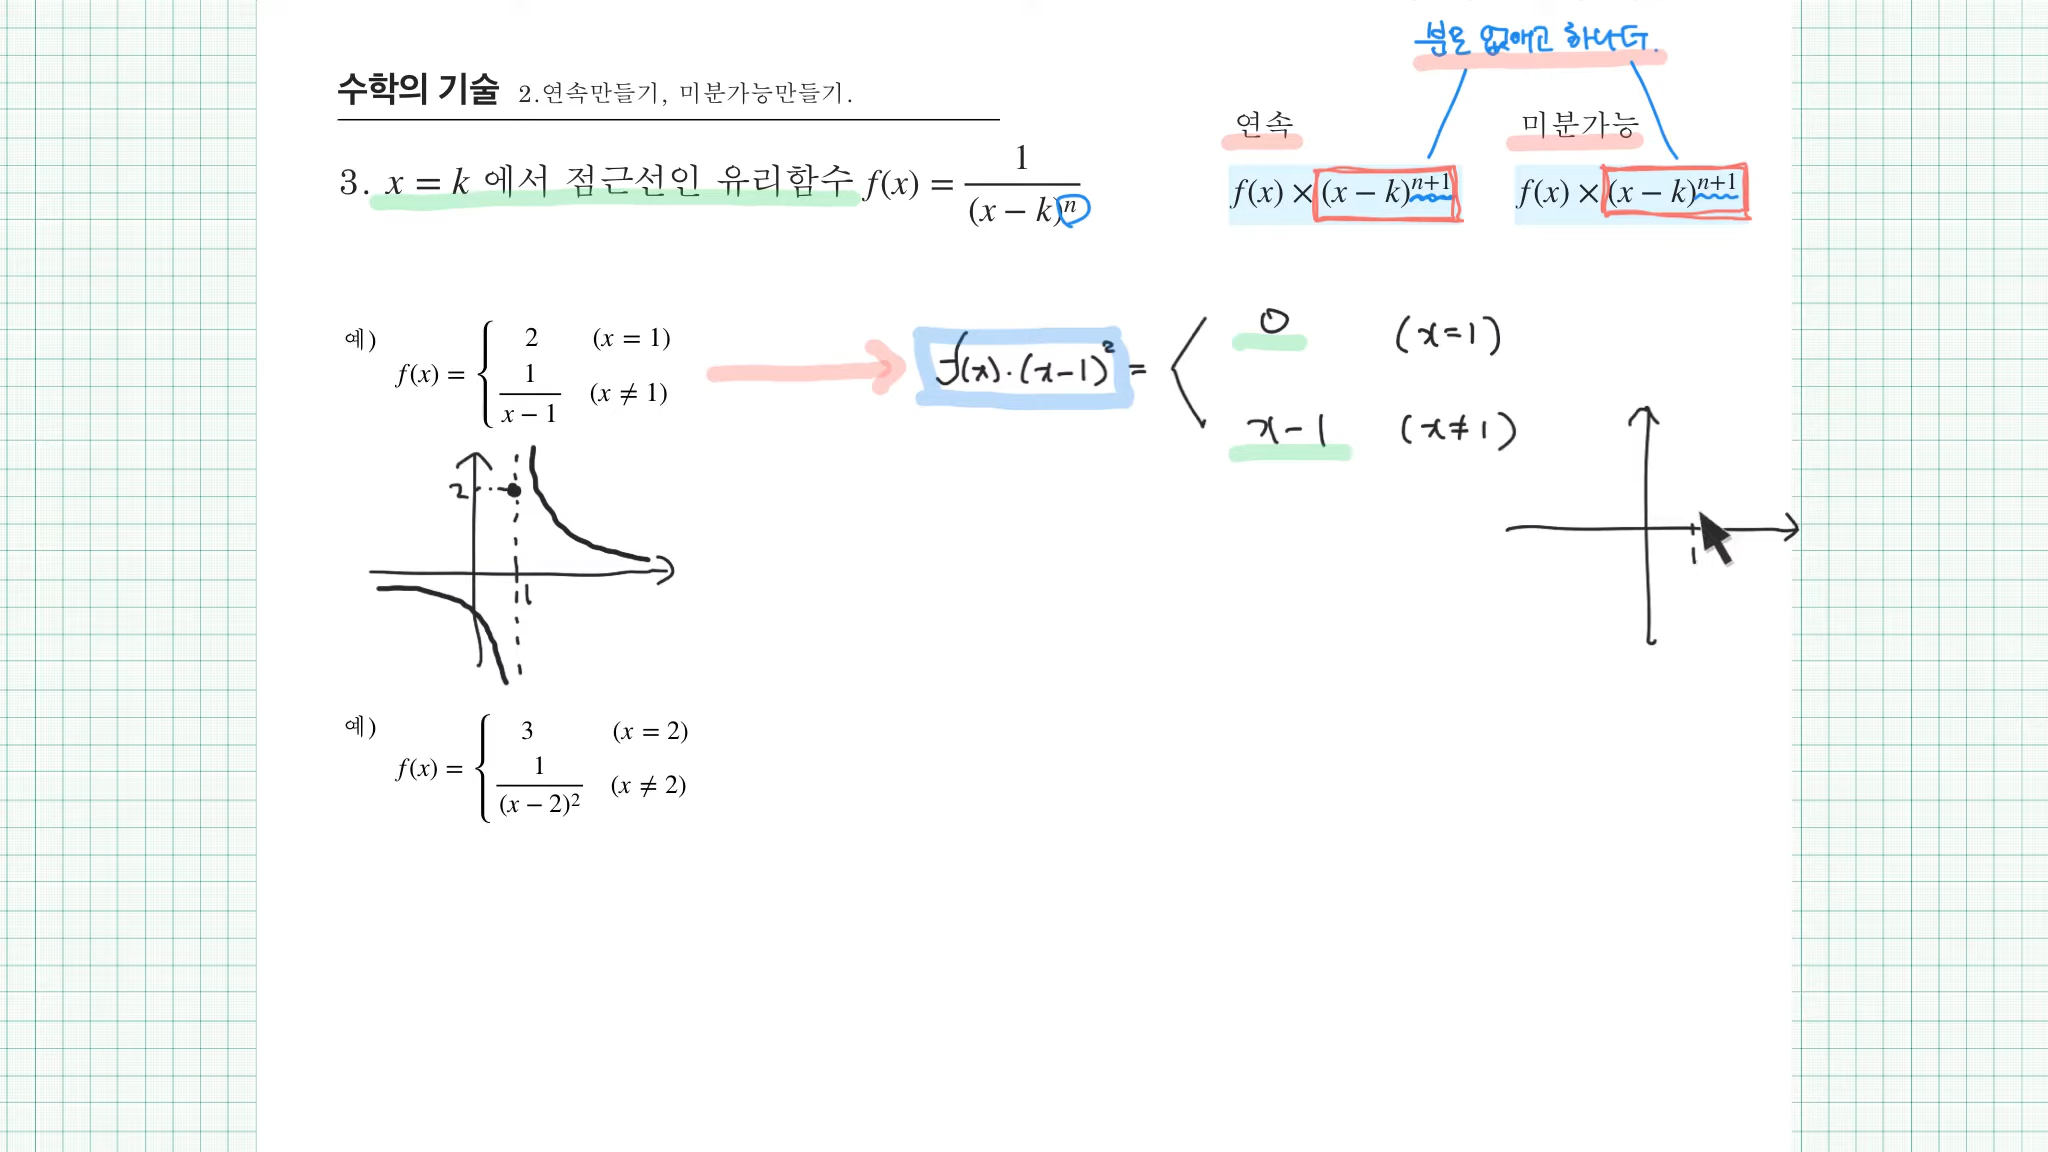 분모 없애고 하나더.
수학의 기술 2.연속만들기, 미분가능만들기.
연속 미분가능
3. x = k 에서 점근선인 유리함수 f(x) = 1/(x − k)^n
f(x) × (x − k)^{n+1} f(x) × (x − k)^{n+1}
예) f(x) = { 2 (x = 1)
1/(x − 1) (x ≠ 1)
f(x)·(x−1)² = < 0 (x=1)
x−1 (x≠1)
2
1
1
예) f(x) = { 3 (x = 2)
1/(x − 2)² (x ≠ 2)